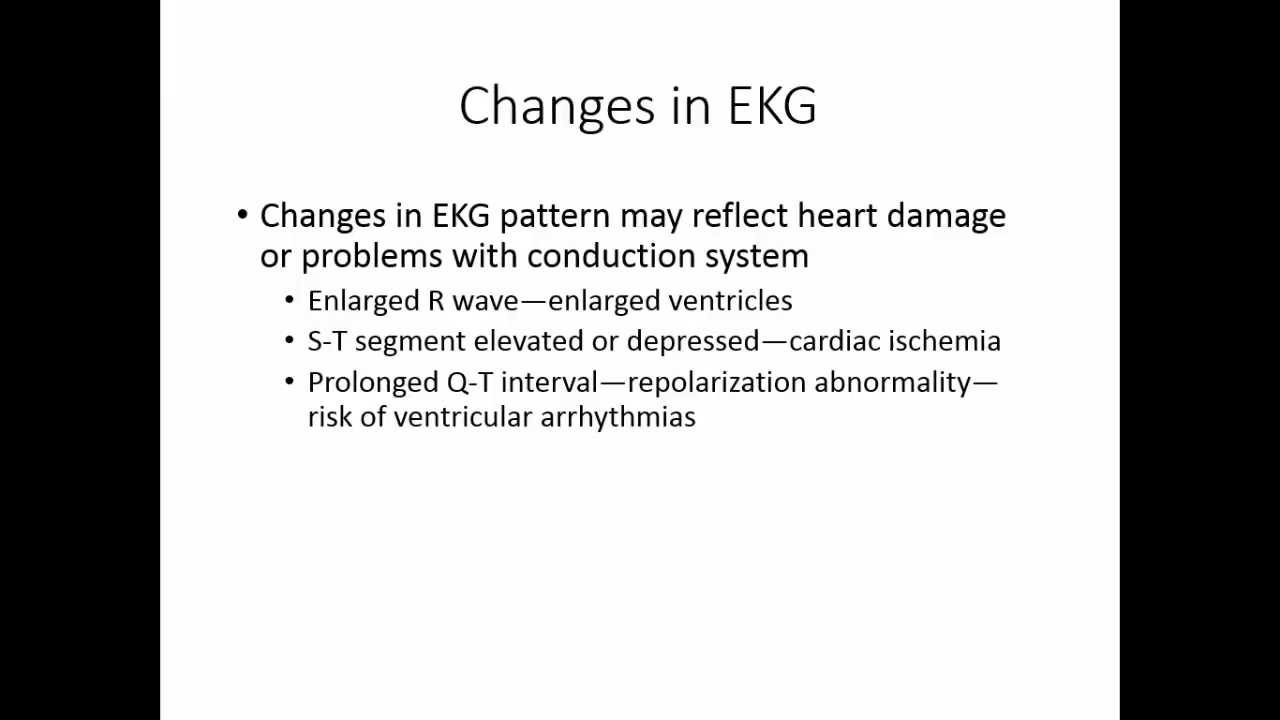 Changes in EKG
• Changes in EKG pattern may reflect heart damage
or problems with conduction system
• Enlarged R wave—enlarged ventricles
• S-T segment elevated or depressed—cardiac ischemia
• Prolonged Q-T interval—repolarization abnormality—
risk of ventricular arrhythmias